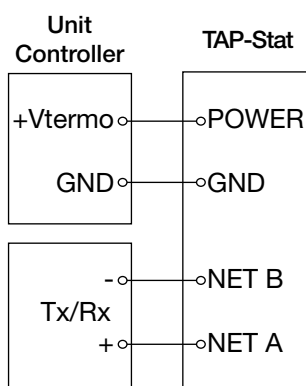 Unit
Controller
TAP-Stat
+Vtermo
POWER
GND
GND
-
NET B
Tx/Rx
+
NET A